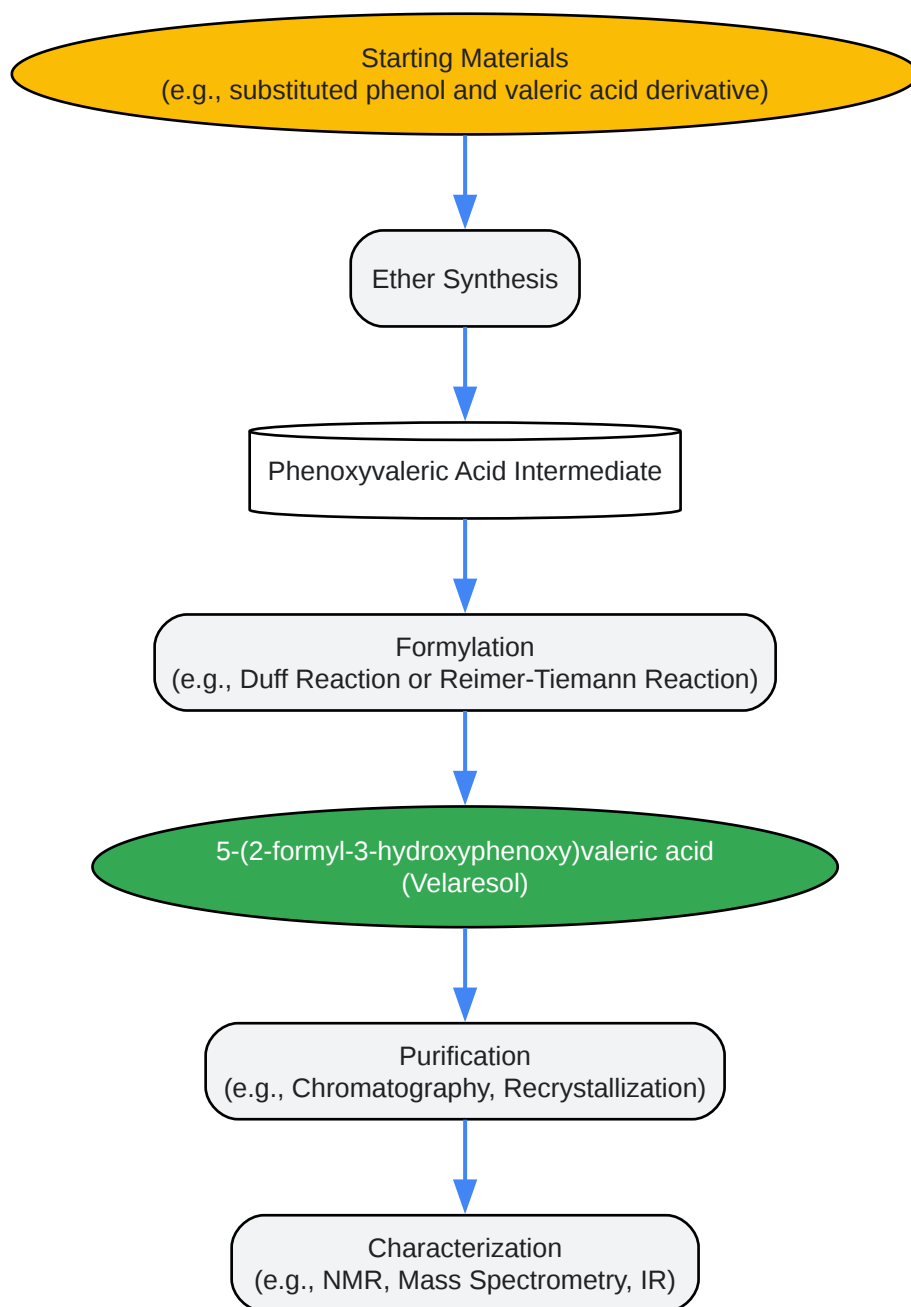 Starting Materials
(e.g., substituted phenol and valeric acid derivative)
Ether Synthesis
Phenoxyvaleric Acid Intermediate
Formylation
(e.g., Duff Reaction or Reimer-Tiemann Reaction)
5-(2-formyl-3-hydroxyphenoxy)valeric acid
(Velaresol)
Purification
(e.g., Chromatography, Recrystallization)
Characterization
(e.g., NMR, Mass Spectrometry, IR)